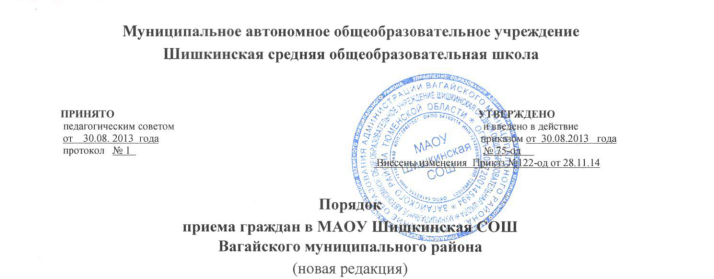 Муниципальное автономное общеобразовательное учреждение
Шишкинская средняя общеобразовательная школа
ПРИНЯТО
педагогическим советом
от 30.08. 2013 года
протокол № 1
УТВЕРЖДЕНО
и введено в действие
приказом от 30.08.2013 года
№ 75-од
Внесены изменения Приказ №122-од от 28.11.14
МАОУ
Шишкинская
СОШ
Порядок
приема граждан в МАОУ Шишкинская СОШ
Вагайского муниципального района
(новая редакция)